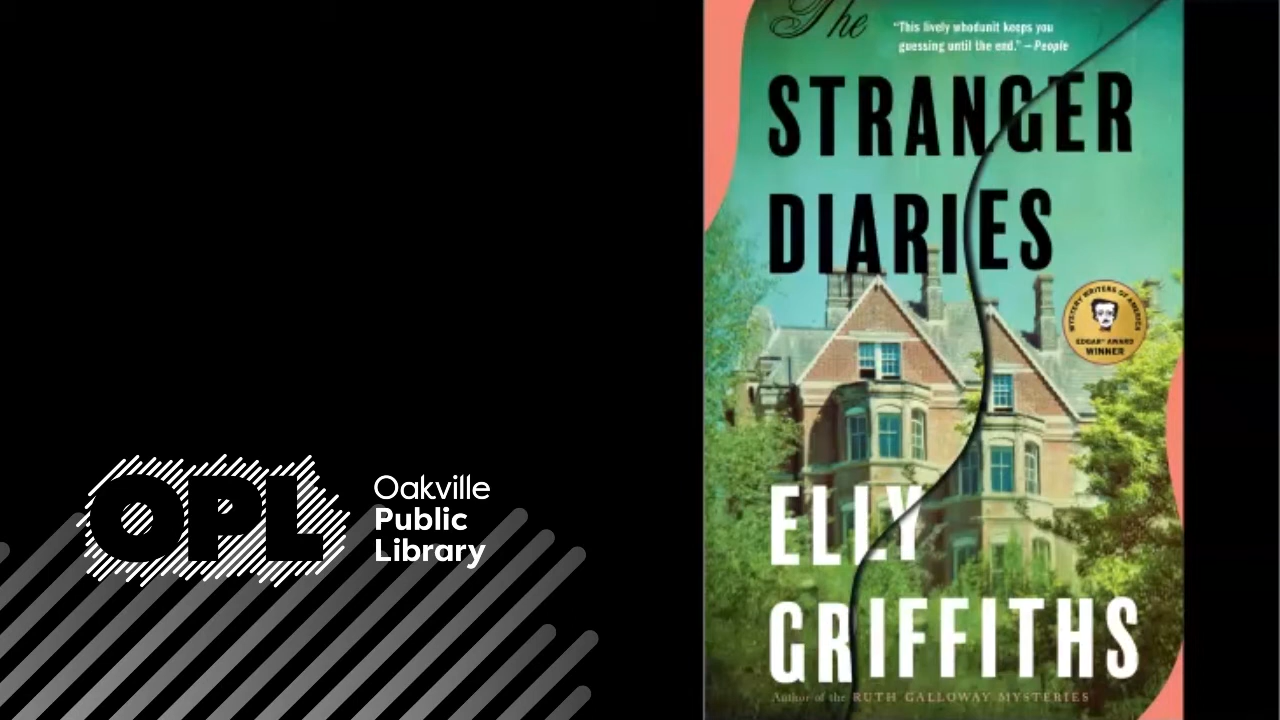 OPL
Oakville
Public
Library
The
“This lively whodunit keeps you
guessing until the end.” —People
STRANGER
DIARIES
MYSTERY WRITERS OF AMERICA
EDGAR® AWARD
WINNER
ELLY
GRIFFITHS
Author of the RUTH GALLOWAY MYSTERIES